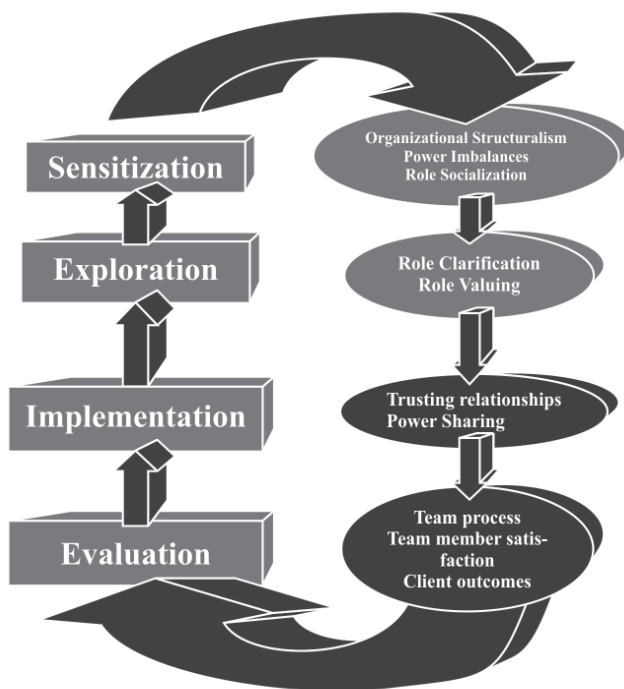 Sensitization
Exploration
Implementation
Evaluation
Organizational Structuralism
Power Imbalances
Role Socialization
Role Clarification
Role Valuing
Trusting relationships
Power Sharing
Team process
Team member satis-
faction
Client outcomes